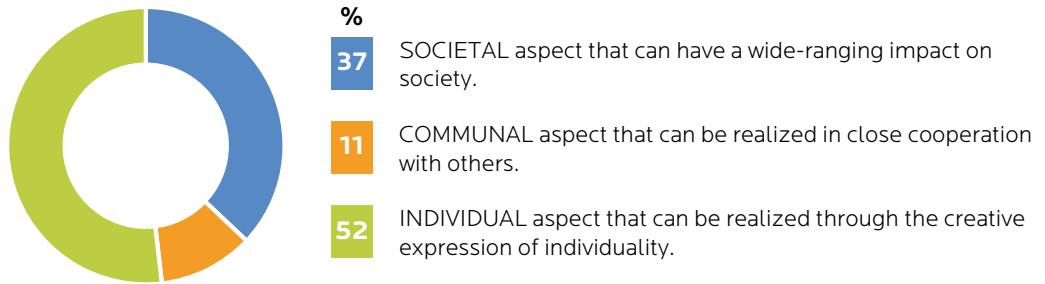 %
37
SOCIETAL aspect that can have a wide-ranging impact on
society.
11
COMMUNAL aspect that can be realized in close cooperation
with others.
52
INDIVIDUAL aspect that can be realized through the creative
expression of individuality.